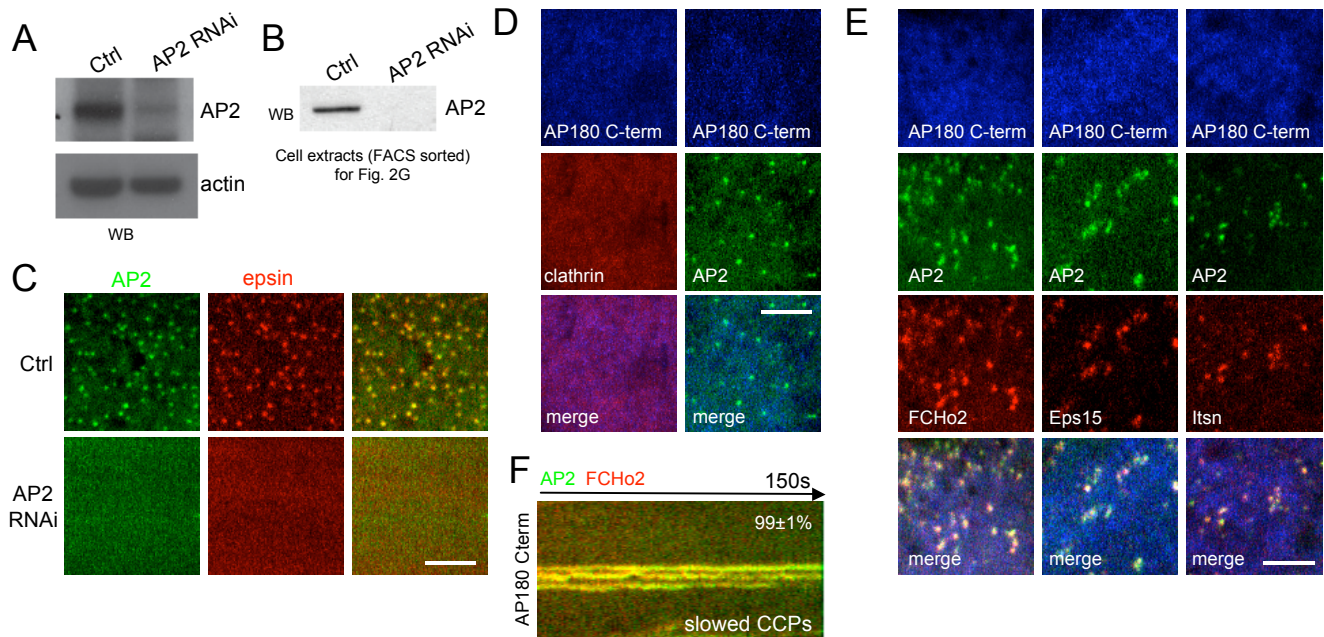 A
Ctrl
AP2 RNAi
AP2
actin
WB
B
Ctrl
AP2 RNAi
WB
AP2
Cell extracts (FACS sorted)
for Fig. 2G
C
AP2
epsin
Ctrl
AP2
RNAi
D
AP180 C-term
AP180 C-term
clathrin
AP2
merge
merge
E
AP180 C-term
AP180 C-term
AP180 C-term
AP2
AP2
AP2
FCHo2
Eps15
Itsn
merge
merge
merge
F
AP2 FCHo2
150s
AP180 Cterm
99±1%
slowed CCPs